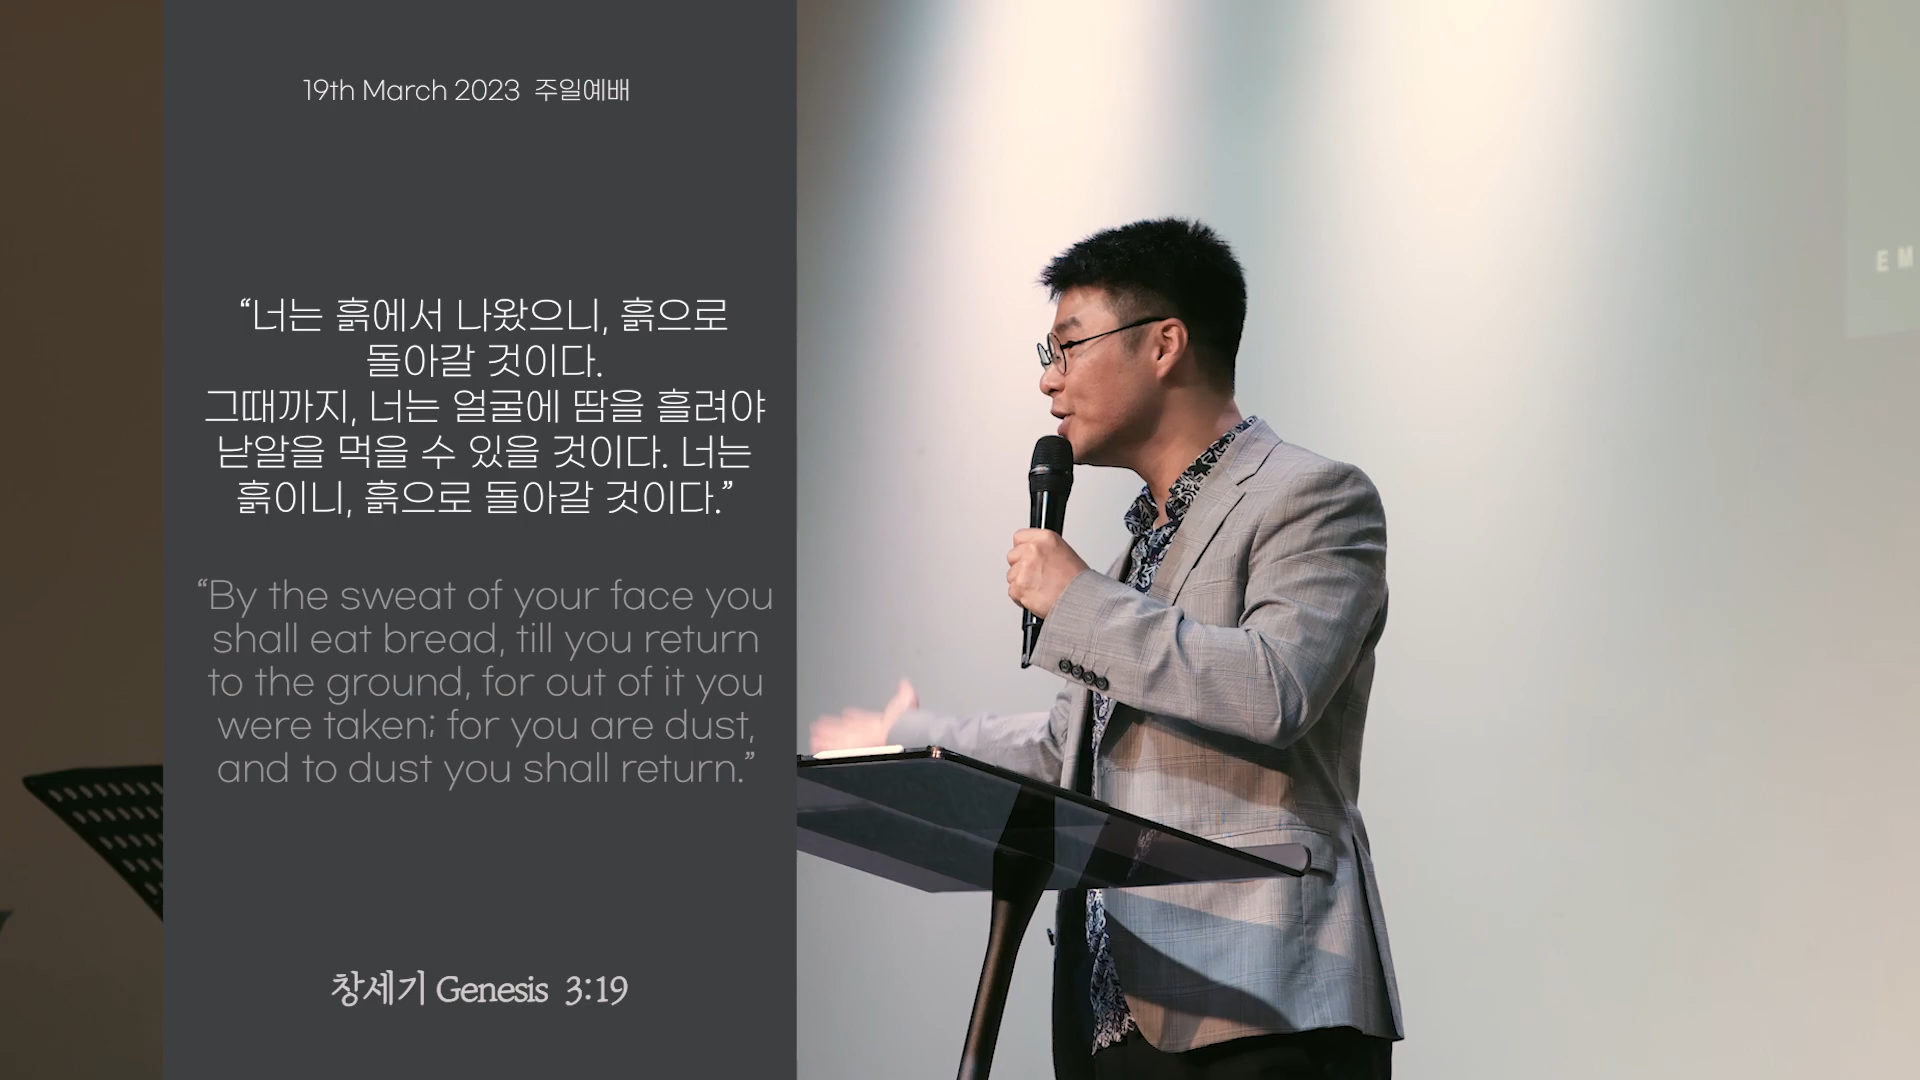 19th March 2023 주일예배
“너는 흙에서 나왔으니, 흙으로
돌아갈 것이다.
그때까지, 너는 얼굴에 땀을 흘려야
낟알을 먹을 수 있을 것이다. 너는
흙이니, 흙으로 돌아갈 것이다.”
“By the sweat of your face you
shall eat bread, till you return
to the ground, for out of it you
were taken; for you are dust,
and to dust you shall return.”
창세기 Genesis 3:19
EM